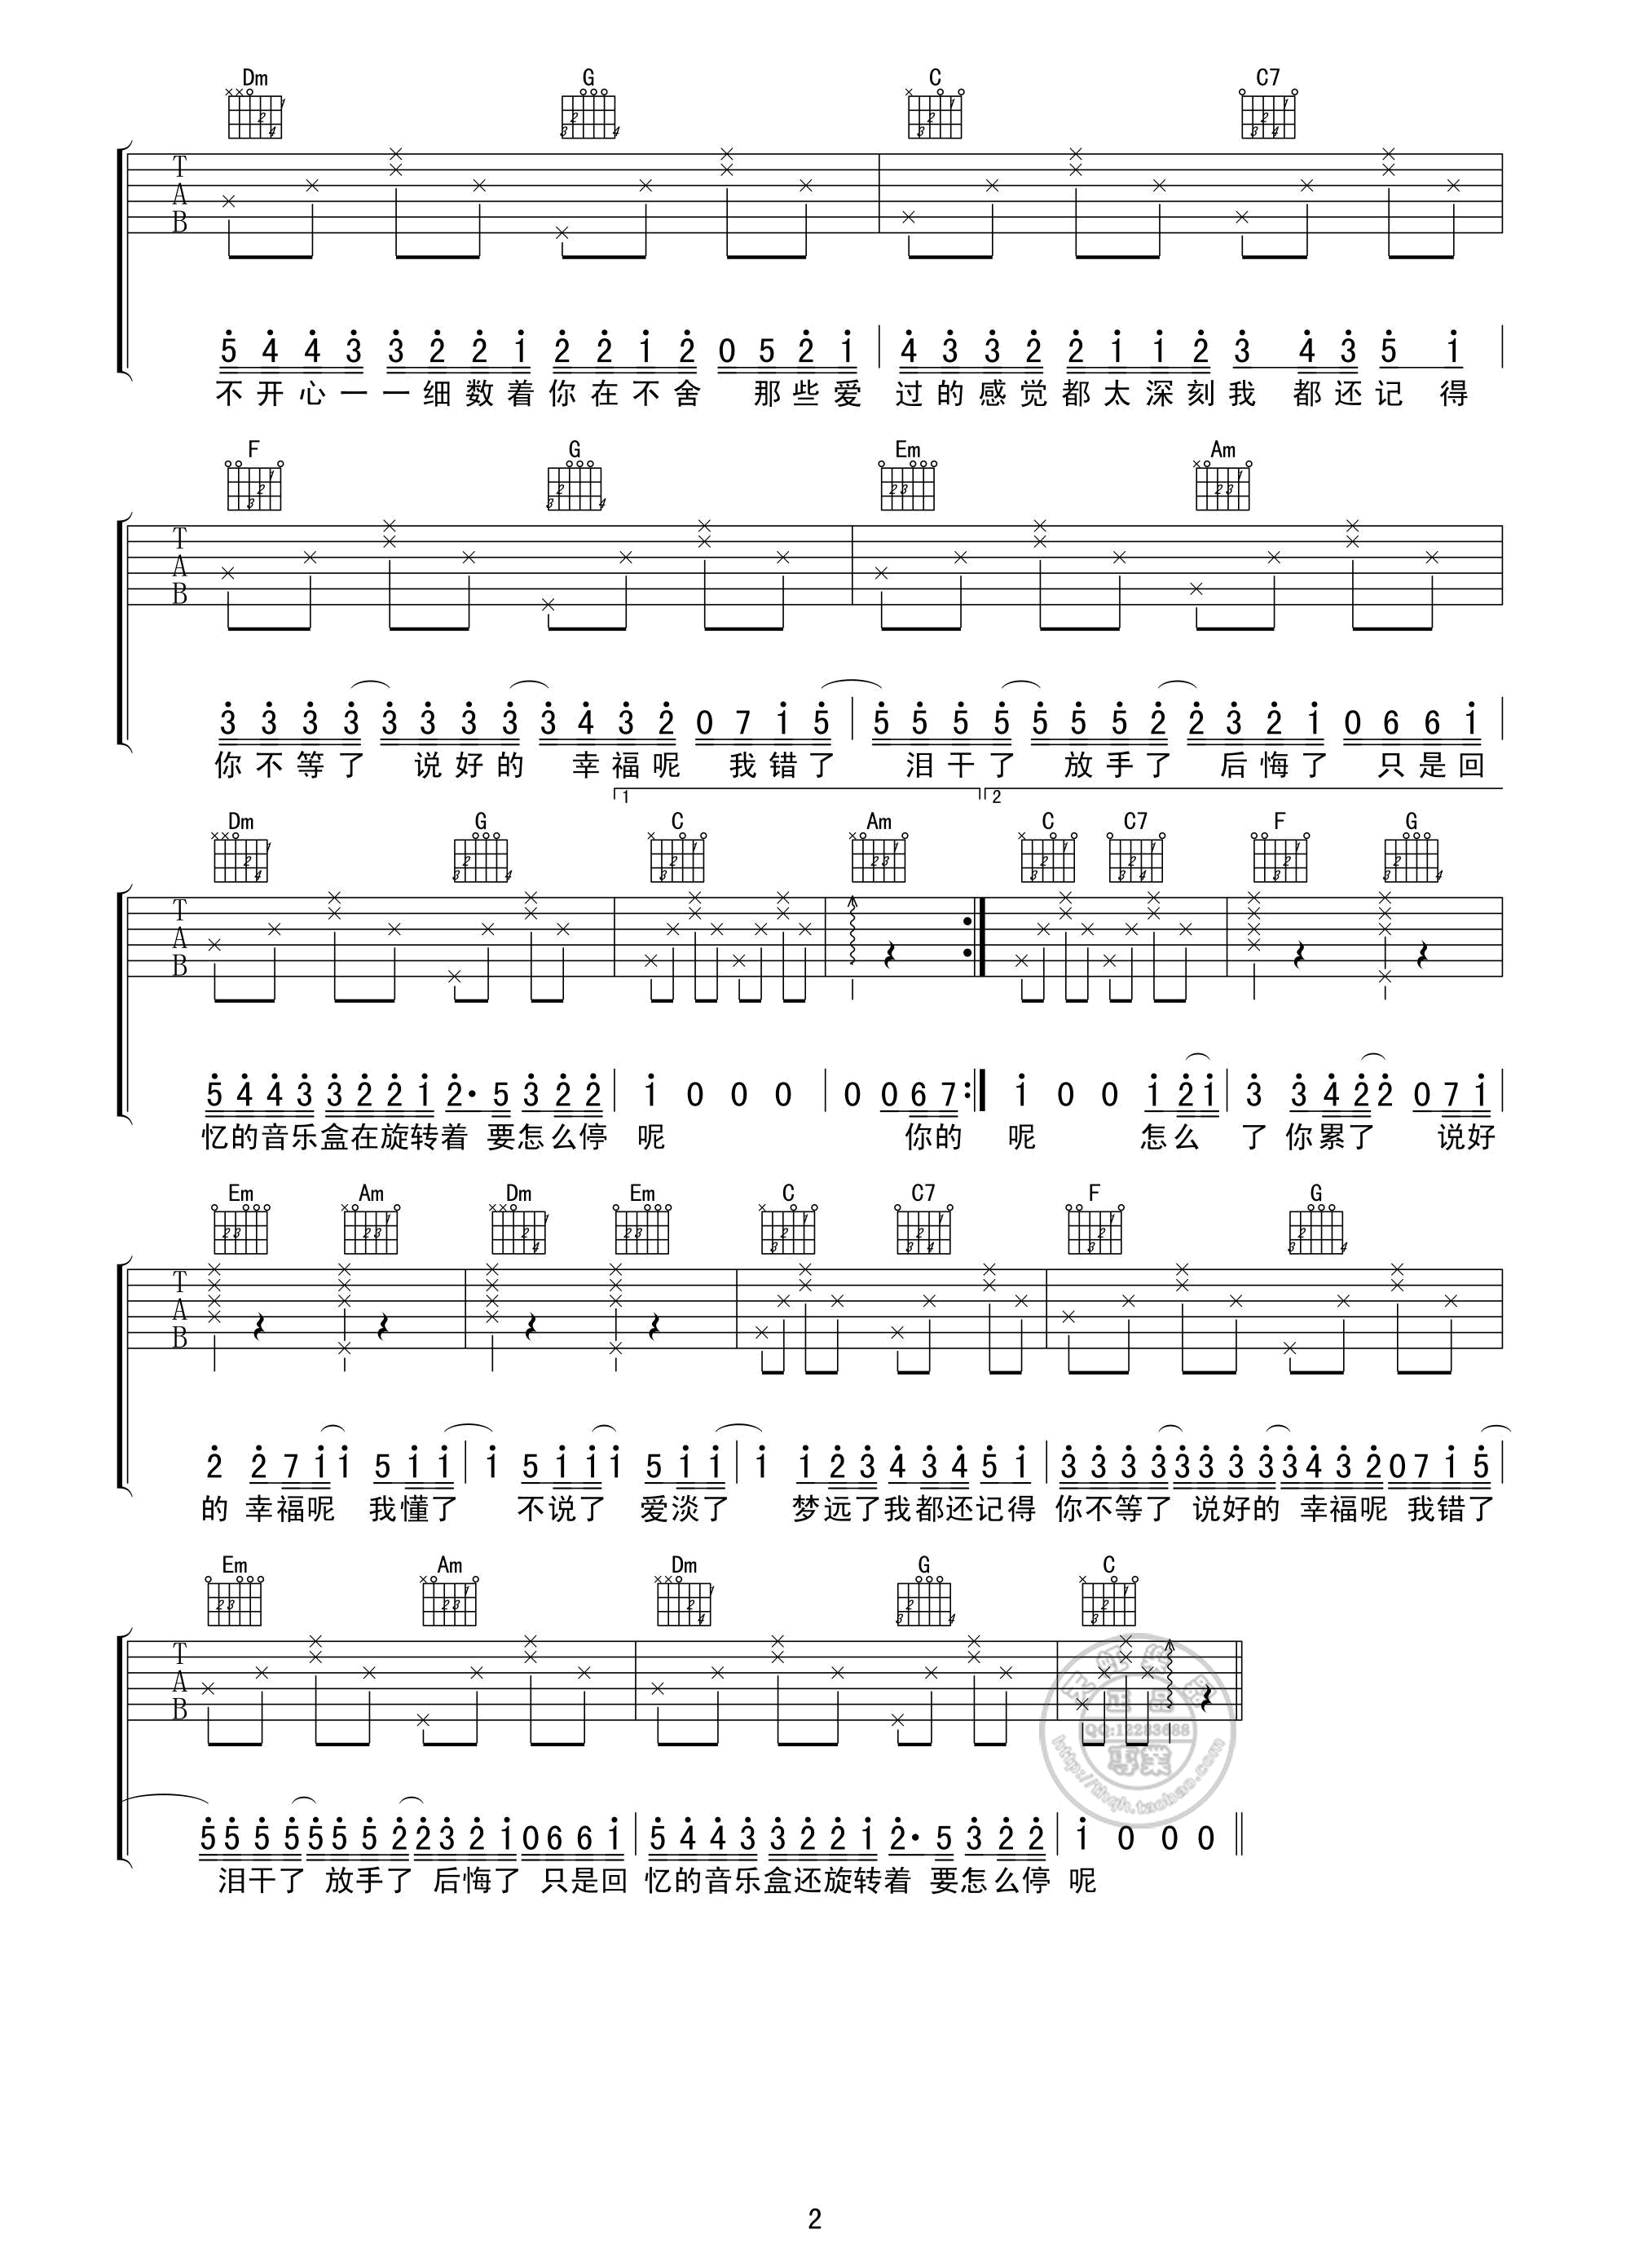 Dm G C C7
T A B
5 4 4 3 3 2 2 1 2 2 1 2 0 5 2 1 | 4 3 3 2 2 1 1 2 3 4 3 5 1 |
不开心一一细数着你在不舍 那些爱 过的感觉都太深刻我 都还记 得
F G Em Am
T A B
3 3 3 3 3 3 3 3 3 4 3 2 0 7 1 5 | 5 5 5 5 5 5 5 2 2 3 2 1 0 6 6 1 |
你不等了 说好的 幸福呢 我错了 泪干了 放手了 后悔了 只是回
1 2
Dm G C Am C C7 F G
T A B
5 4 4 3 3 2 2 1 2· 5 3 2 2 | 1 0 0 0 | 0 0 6 7 :| 1 0 0 1 2 1 | 3 3 4 2 2 0 7 1 |
忆的音乐盒在旋转着 要怎么停 呢 你的 呢 怎么 了 你累了 说好
Em Am Dm Em C C7 F G
T A B
2 2 7 1 1 5 1 1 | 1 5 1 1 1 5 1 1 | 1 1 2 3 4 3 4 5 1 | 3 3 3 3 3 3 3 3 3 4 3 2 0 7 1 5 |
的 幸福呢 我懂了 不说了 爱淡了 梦远了我都还记得 你不等了 说好的 幸福呢 我错了
Em Am Dm G C
T A B
5 5 5 5 5 5 5 2 2 3 2 1 0 6 6 1 | 5 4 4 3 3 2 2 1 2· 5 3 2 2 | 1 0 0 0 ||
泪干了 放手了 后悔了 只是回 忆的音乐盒还旋转着 要怎么停 呢
QQ:12283688
專業
http://thqh.taobao.com
2